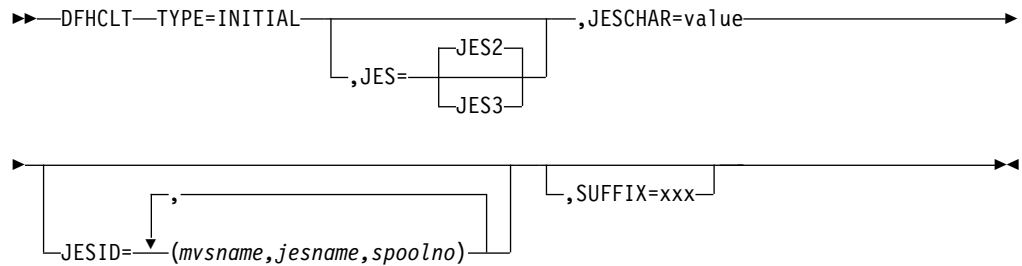 DFHCLT TYPE=INITIAL ,JESCHAR=value
,JES= JES2
JES3
,
JESID= (mvsname,jesname,spoolno) ,SUFFIX=xxx